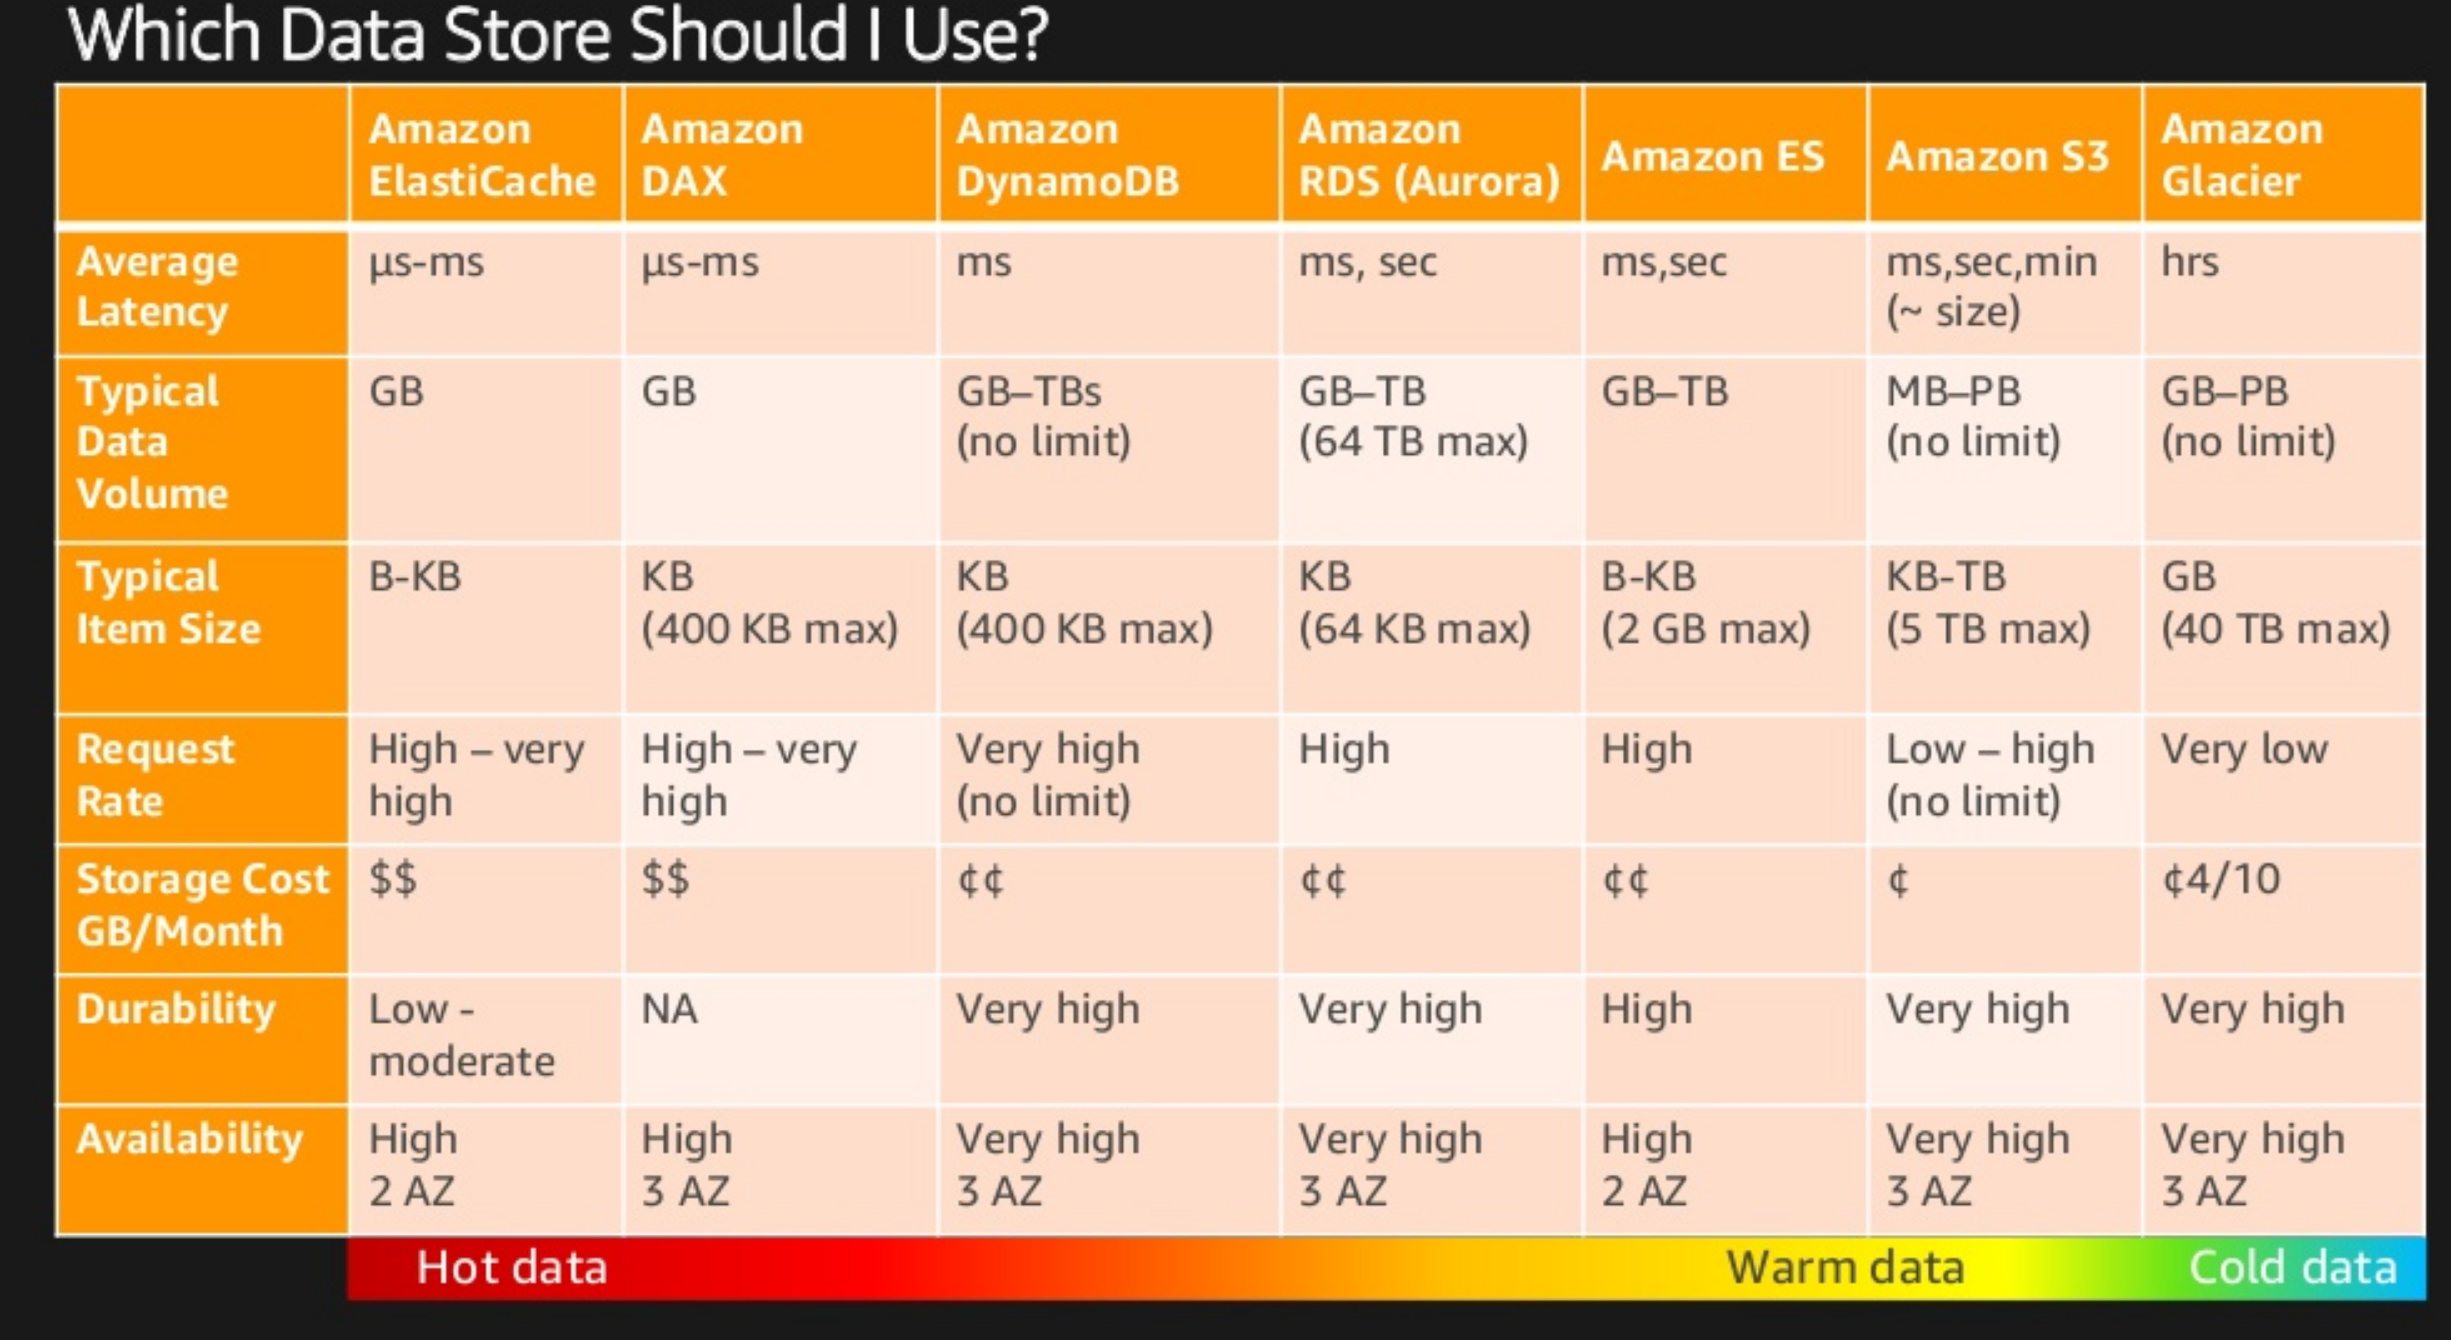 Which Data Store Should I Use?
Amazon ElastiCache
Amazon DAX
Amazon DynamoDB
Amazon RDS (Aurora)
Amazon ES
Amazon S3
Amazon Glacier
Average Latency
µs-ms
µs-ms
ms
ms, sec
ms,sec
ms,sec,min (~ size)
hrs
Typical Data Volume
GB
GB
GB–TBs (no limit)
GB–TB (64 TB max)
GB–TB
MB–PB (no limit)
GB–PB (no limit)
Typical Item Size
B-KB
KB (400 KB max)
KB (400 KB max)
KB (64 KB max)
B-KB (2 GB max)
KB-TB (5 TB max)
GB (40 TB max)
Request Rate
High – very high
High – very high
Very high (no limit)
High
High
Low – high (no limit)
Very low
Storage Cost GB/Month
$$
$$
¢¢
¢¢
¢¢
¢
¢4/10
Durability
Low - moderate
NA
Very high
Very high
High
Very high
Very high
Availability
High 2 AZ
High 3 AZ
Very high 3 AZ
Very high 3 AZ
High 2 AZ
Very high 3 AZ
Very high 3 AZ
Hot data
Warm data
Cold data